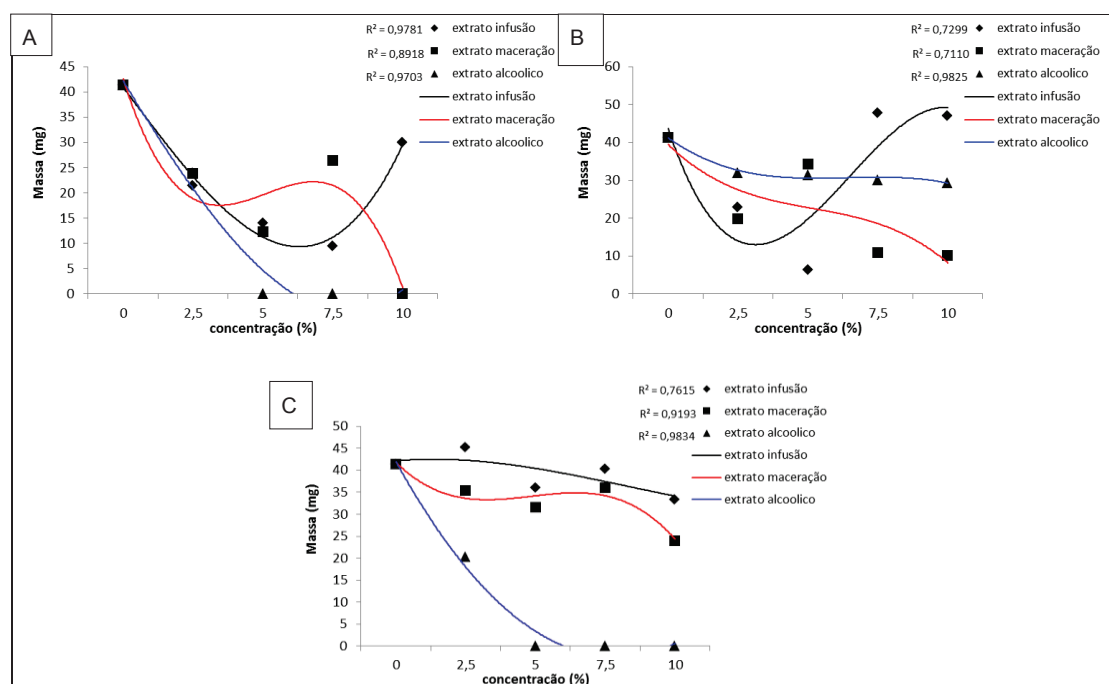 A
R² = 0,9781 extrato infusão
R² = 0,8918 extrato maceração
R² = 0,9703 extrato alcoolico
extrato infusão
extrato maceração
extrato alcoolico
Massa (mg)
45
40
35
30
25
20
15
10
5
0
0 2,5 5 7,5 10
concentração (%)
B
R² = 0,7299 extrato infusão
R² = 0,7110 extrato maceração
R² = 0,9825 extrato alcoolico
extrato infusão
extrato maceração
extrato alcoolico
Massa (mg)
60
50
40
30
20
10
0
0 2,5 5 7,5 10
concentração (%)
C
R² = 0,7615 extrato infusão
R² = 0,9193 extrato maceração
R² = 0,9834 extrato alcoolico
extrato infusão
extrato maceração
extrato alcoolico
Massa (mg)
50
45
40
35
30
25
20
15
10
5
0
0 2,5 5 7,5 10
concentração (%)